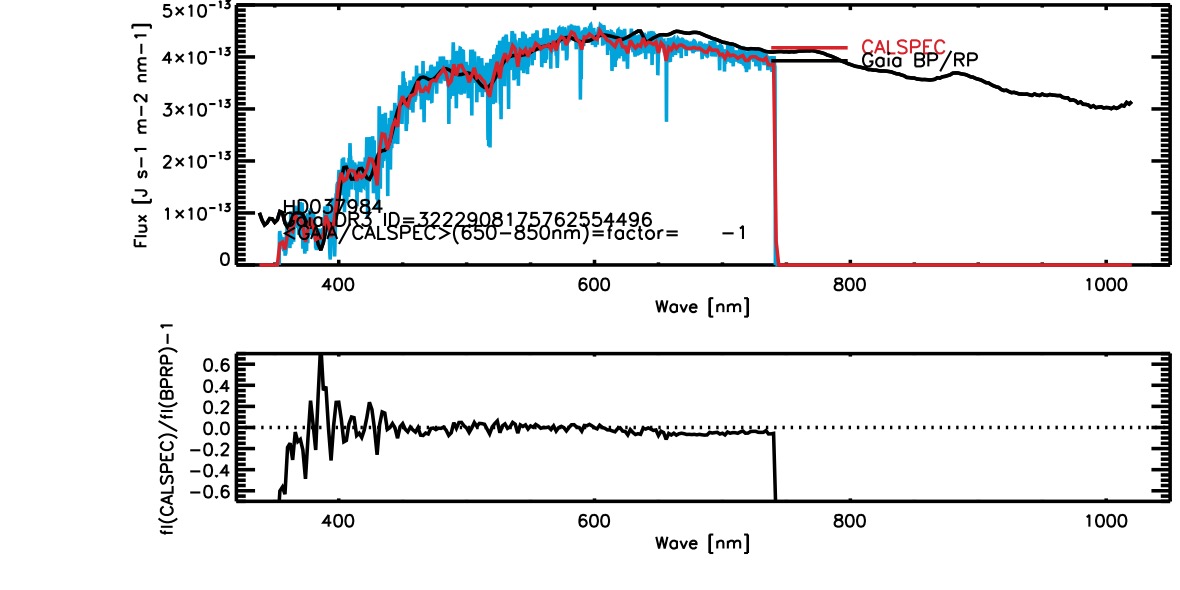 5×10−13
4×10−13
3×10−13
2×10−13
1×10−13
0
Flux [J s−1 m−2 nm−1]
CALSPEC
Gaia BP/RP
HD037984
Gaia DR3 ID=3222908175762554496
<GAIA/CALSPEC>(650−850nm)=factor= −1
400 600 800 1000
Wave [nm]
0.6
0.4
0.2
0.0
−0.2
−0.4
−0.6
fl(CALSPEC)/fl(BPRP)−1
400 600 800 1000
Wave [nm]